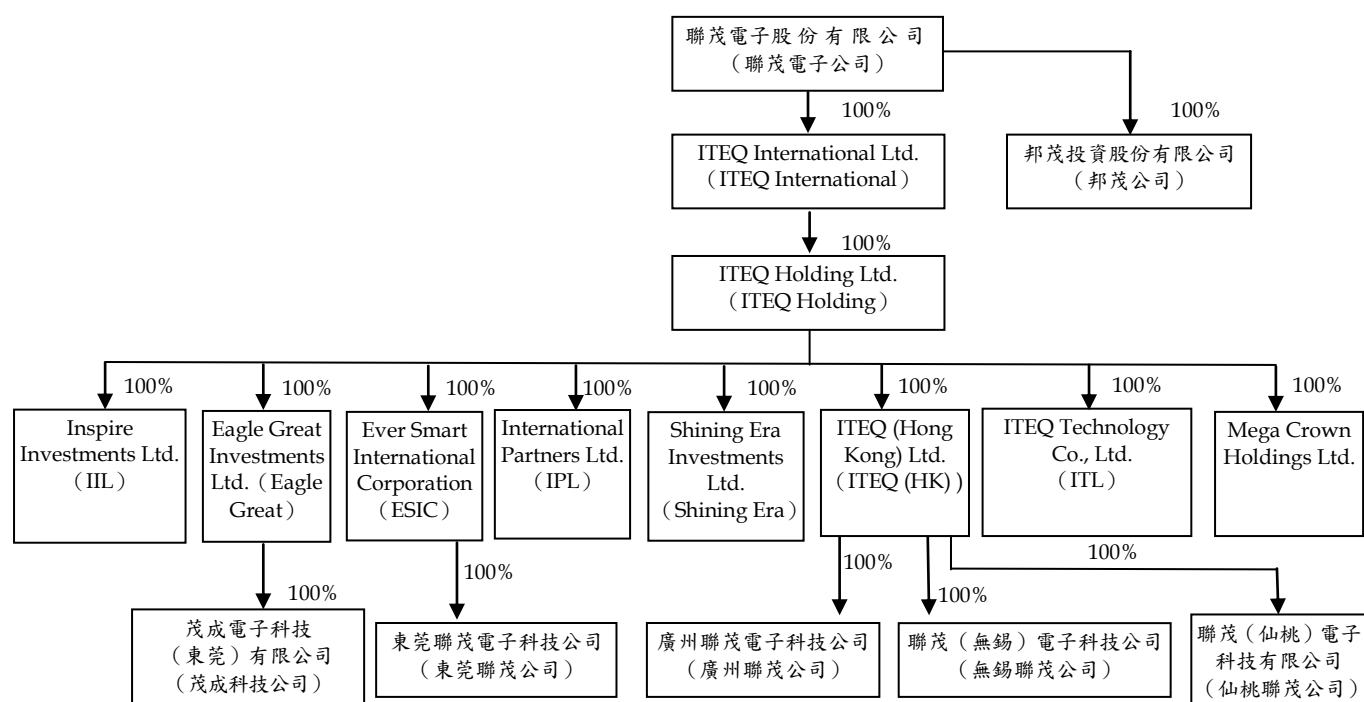 聯茂電子股份有限公司
（聯茂電子公司）
100%
100%
ITEQ International Ltd.
（ITEQ International）
邦茂投資股份有限公司
（邦茂公司）
100%
ITEQ Holding Ltd.
（ITEQ Holding）
100%
100%
100%
100%
100%
100%
100%
100%
Inspire
Investments Ltd.
（IIL）
Eagle Great
Investments
Ltd.（Eagle
Great）
Ever Smart
International
Corporation
（ESIC）
International
Partners Ltd.
（IPL）
Shining Era
Investments
Ltd.
（Shining Era）
ITEQ (Hong
Kong) Ltd.
（ITEQ (HK)）
ITEQ Technology
Co., Ltd.
（ITL）
Mega Crown
Holdings Ltd.
100%
100%
100%
100%
100%
茂成電子科技
（東莞）有限公司
（茂成科技公司）
東莞聯茂電子科技公司
（東莞聯茂公司）
廣州聯茂電子科技公司
（廣州聯茂公司）
聯茂（無錫）電子科技公司
（無錫聯茂公司）
聯茂（仙桃）電子
科技有限公司
（仙桃聯茂公司）